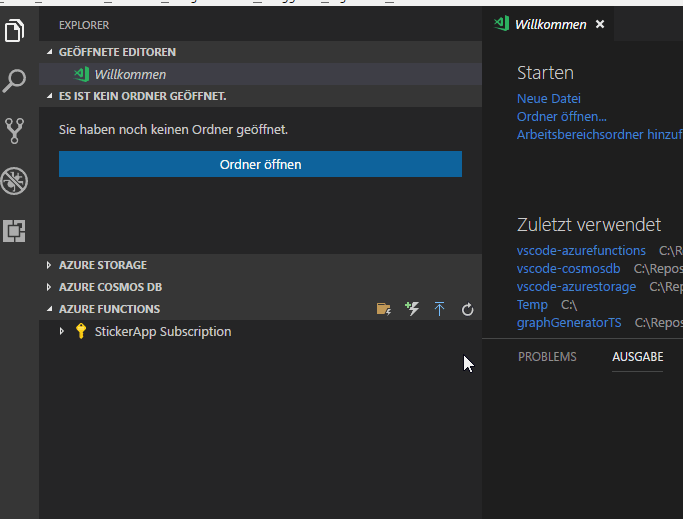 EXPLORER
GEÖFFNETE EDITOREN
Willkommen
ES IST KEIN ORDNER GEÖFFNET.
Sie haben noch keinen Ordner geöffnet.
Ordner öffnen
AZURE STORAGE
AZURE COSMOS DB
AZURE FUNCTIONS
StickerApp Subscription
Willkommen
Starten
Neue Datei
Ordner öffnen...
Arbeitsbereichsordner hinzuf
Zuletzt verwendet
vscode-azurefunctions C:\R
vscode-cosmosdb C:\Repos
vscode-azurestorage C:\Rep
Temp C:\
graphGeneratorTS C:\Repos
PROBLEMS AUSGABE